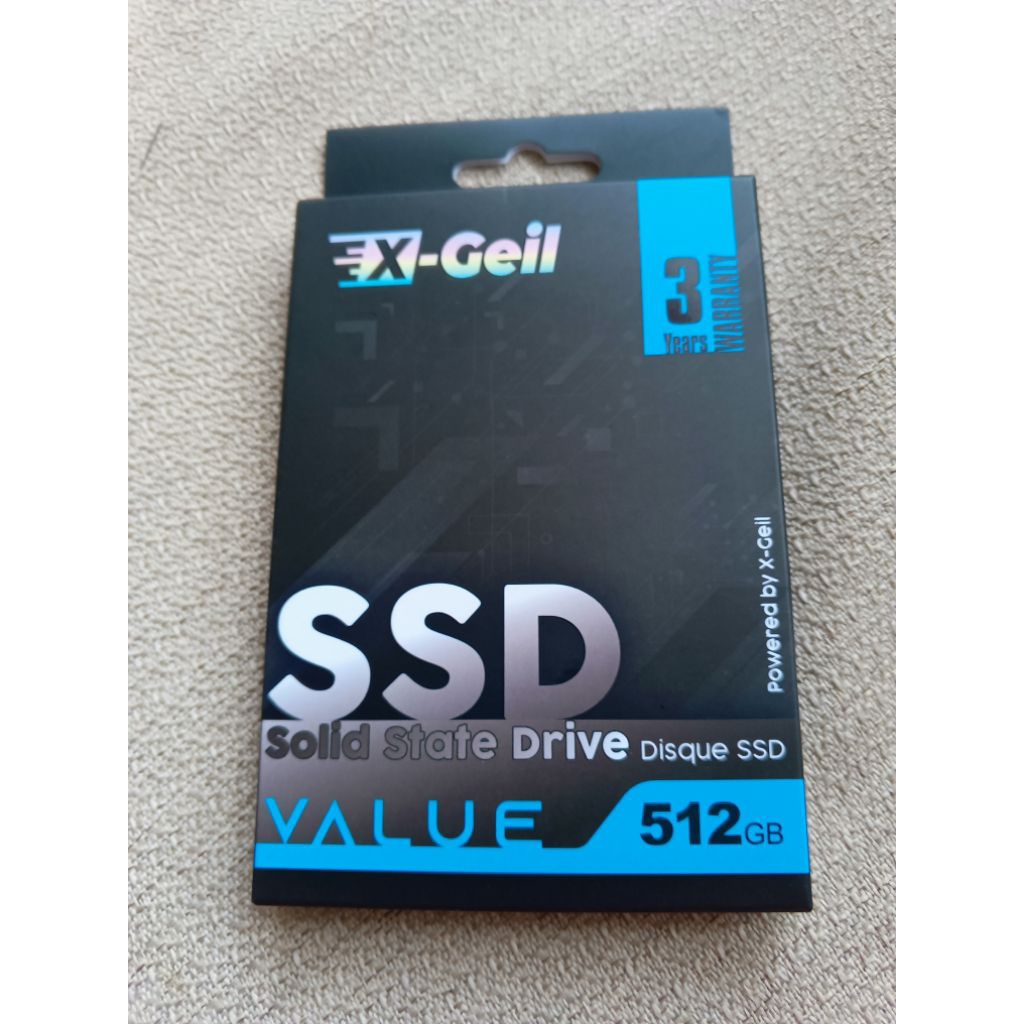 X-Geil
3
Years
WARRANTY
Powered by X-Geil
SSD
Solid State Drive Disque SSD
VALUE
512GB